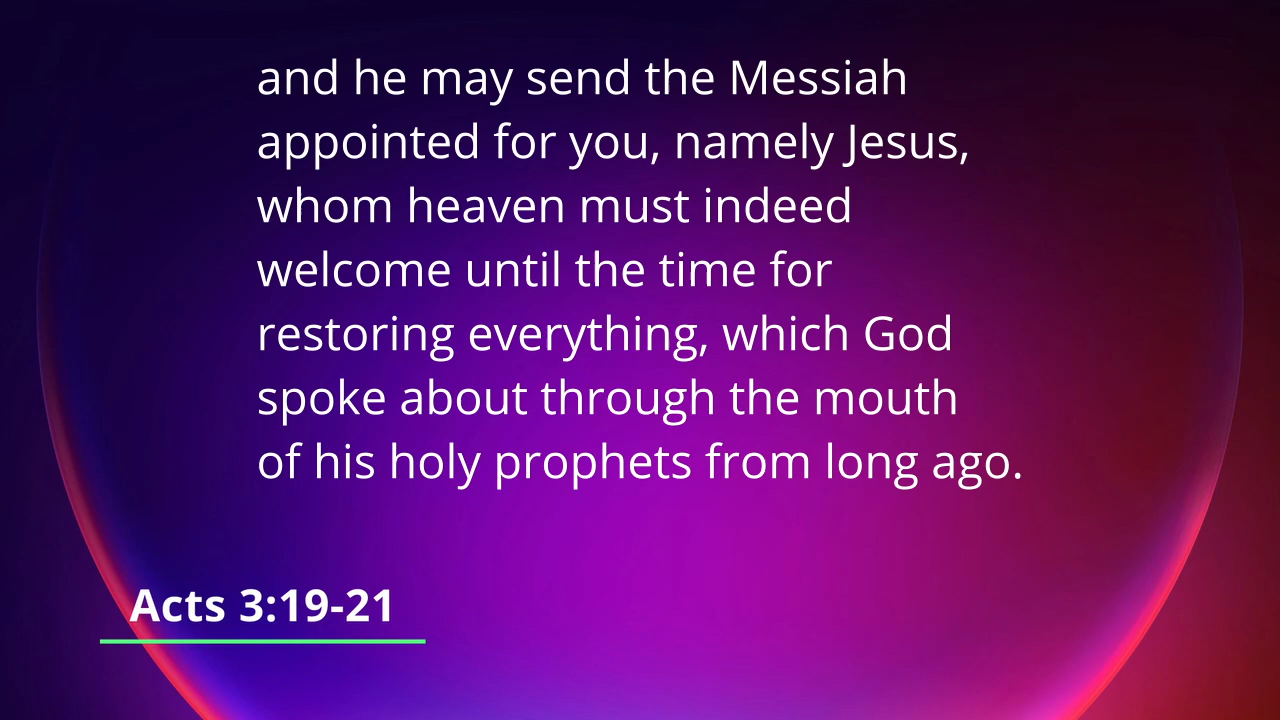 and he may send the Messiah
appointed for you, namely Jesus,
whom heaven must indeed
welcome until the time for
restoring everything, which God
spoke about through the mouth
of his holy prophets from long ago.
Acts 3:19-21